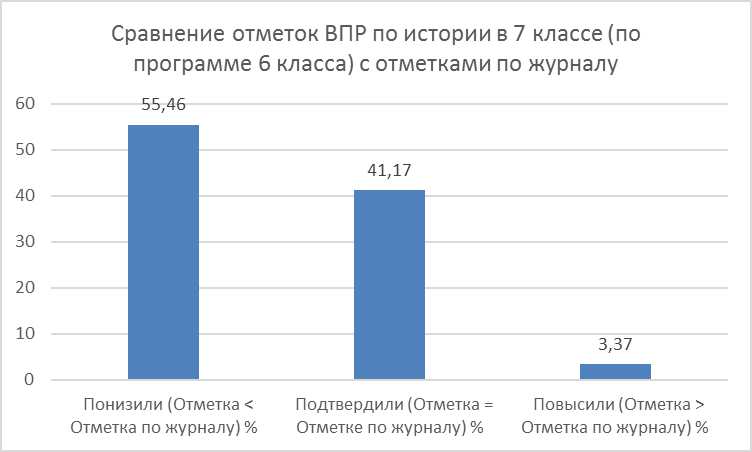 Сравнение отметок ВПР по истории в 7 классе (по
программе 6 класса) с отметками по журналу
60
50
40
30
20
10
0
55,46
41,17
3,37
Понизили (Отметка <
Отметка по журналу) %
Подтвердили (Отметка =
Отметке по журналу) %
Повысили (Отметка >
Отметка по журналу) %